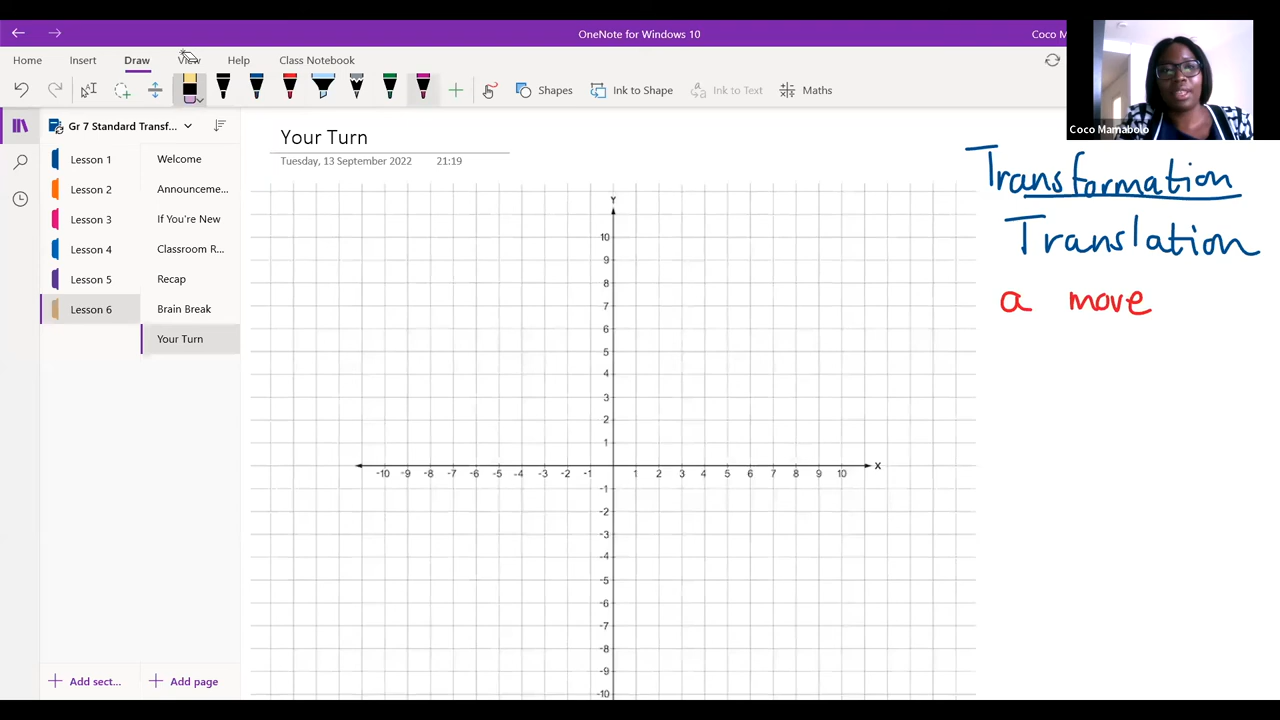 OneNote for Windows 10
Coco M
Home
Insert
Draw
View
Help
Class Notebook
Shapes
Ink to Shape
Ink to Text
Maths
Coco Mamabolo
Gr 7 Standard Transf...
Lesson 1
Lesson 2
Lesson 3
Lesson 4
Lesson 5
Lesson 6
Welcome
Announceme...
If You're New
Classroom R...
Recap
Brain Break
Your Turn
Add sect...
Add page
Your Turn
Tuesday, 13 September 2022 21:19
Y
10
9
8
7
6
5
4
3
2
1
-10 -9 -8 -7 -6 -5 -4 -3 -2 -1 1 2 3 4 5 6 7 8 9 10 X
-1
-2
-3
-4
-5
-6
-7
-8
-9
-10
Transformation
Translation
a move